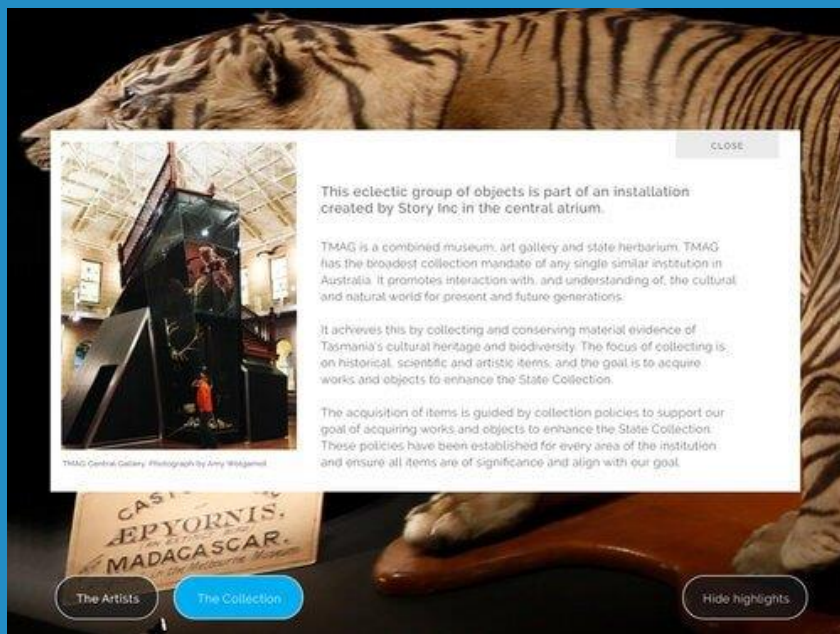 CLOSE
This eclectic group of objects is part of an installation
created by Story Inc in the central atrium.
TMAG is a combined museum, art gallery and state herbarium. TMAG
has the broadest collection mandate of any single similar institution in
Australia. It promotes interaction with, and understanding of, the cultural
and natural world for present and future generations.
It achieves this by collecting and conserving material evidence of
Tasmania's cultural heritage and biodiversity. The focus of collecting is
on historical, scientific and artistic items, and the goal is to acquire
works and objects to enhance the State Collection.
The acquisition of items is guided by collection policies to support our
goal of acquiring works and objects to enhance the State Collection.
These policies have been established for every area of the institution
and ensure all items are of significance and align with our goal.
TMAG Central Gallery. Photograph by Amy
ÆPYORNIS,
MADAGASCAR.
in the Melbourne Museum
The Artists
The Collection
Hide highlights